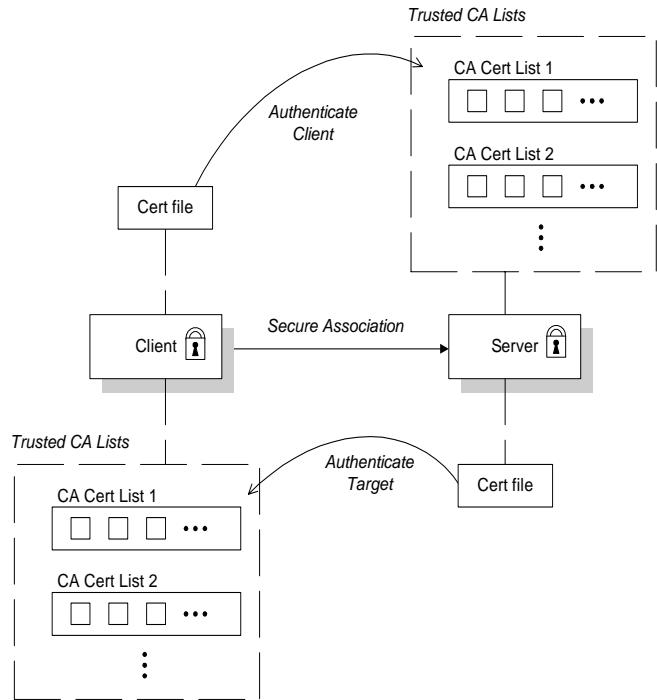 Trusted CA Lists
CA Cert List 1
CA Cert List 2
Authenticate
Client
Cert file
Client
Secure Association
Server
Trusted CA Lists
Authenticate
Target
Cert file
CA Cert List 1
CA Cert List 2